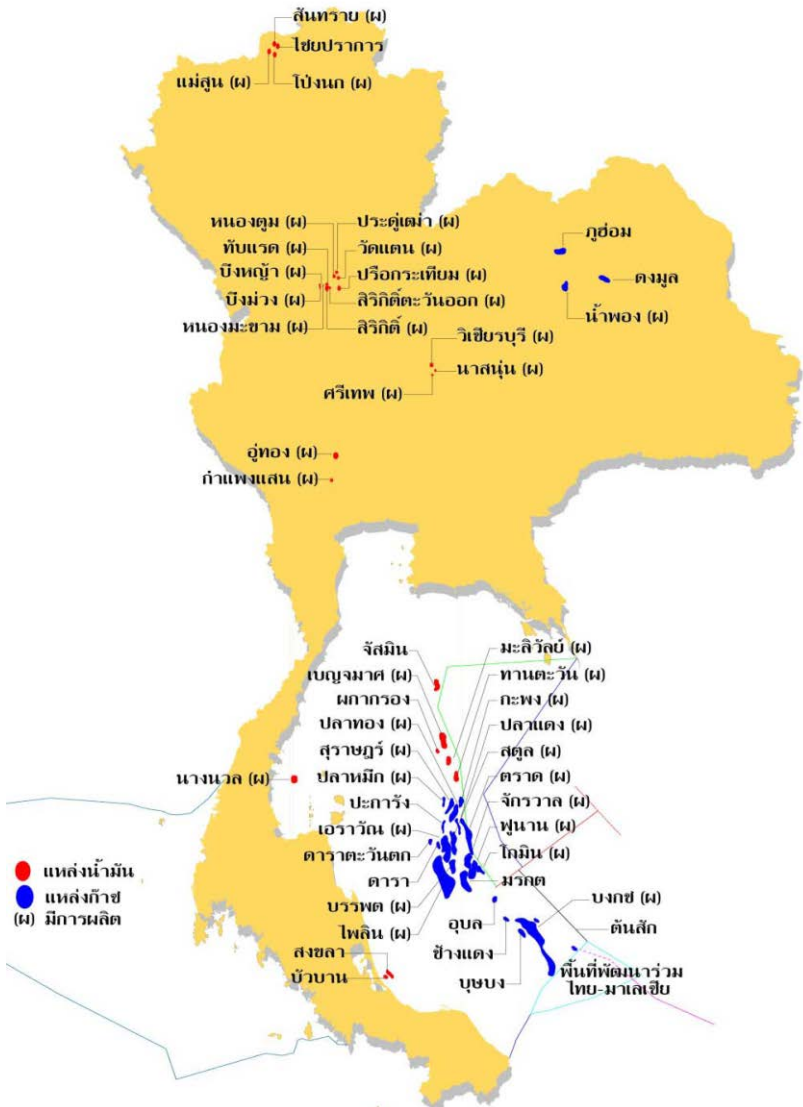 สันทราย (ผ)
ไชยปราการ
แม่สูน (ผ)
โป่งนก (ผ)
หนองตูม (ผ)
ประดู่เฒ่า (ผ)
ทับแรด (ผ)
วัดแตน (ผ)
บึงหญ้า (ผ)
ปรือกระเทียม (ผ)
บึงม่วง (ผ)
สิริกิติ์ตะวันออก (ผ)
หนองมะขาม (ผ)
สิริกิติ์ (ผ)
ภูฮ่อม
ดงมูล
น้ำพอง (ผ)
วิเชียรบุรี (ผ)
นาสนุ่น (ผ)
ศรีเทพ (ผ)
อู่ทอง (ผ)
กำแพงแสน (ผ)
จัสมิน
มะลิวัลย์ (ผ)
เบญจมาศ (ผ)
ทานตะวัน (ผ)
ผกากรอง
กะพง (ผ)
ปลาทอง (ผ)
ปลาแดง (ผ)
สุราษฎร์ (ผ)
สตูล (ผ)
นางนวล (ผ)
ปลาหมึก (ผ)
ตราด (ผ)
ปะการัง
จักรวาล (ผ)
เอราวัณ (ผ)
ฟูนาน (ผ)
ดาราตะวันตก
โกมิน (ผ)
ดารา
มรกต
บรรพต (ผ)
ไพลิน (ผ)
อุบล
บงกช (ผ)
ช้างแดง
ต้นสัก
บุษบง
พื้นที่พัฒนาร่วม
ไทย-มาเลเซีย
สงขลา
บัวบาน
แหล่งน้ำมัน
แหล่งก๊าซ
(ผ) มีการผลิต